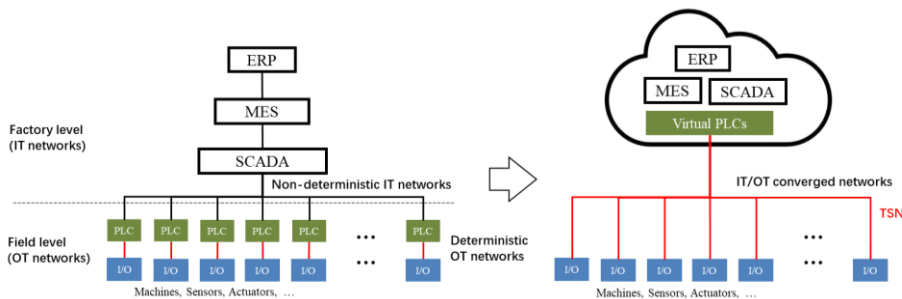 ERP
MES
SCADA
Factory level
(IT networks)
Non-deterministic IT networks
PLC PLC PLC PLC PLC PLC
Field level
(OT networks)
Deterministic
OT networks
I/O I/O I/O I/O I/O I/O
Machines, Sensors, Actuators, …
ERP
MES SCADA
Virtual PLCs
IT/OT converged networks
TSN
I/O I/O I/O I/O I/O I/O
Machines, Sensors, Actuators, …